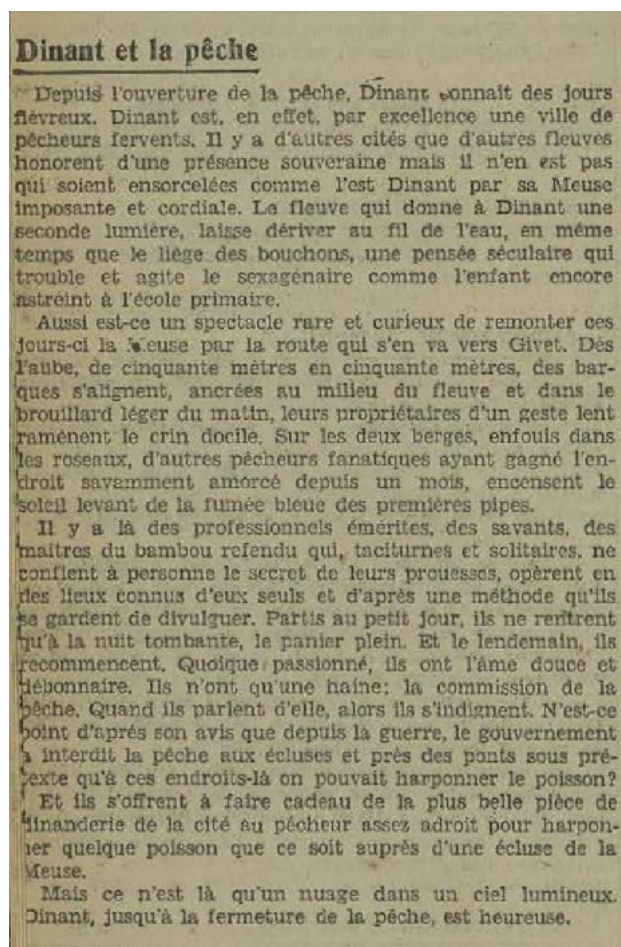 Dinant et la pêche
Depuis l'ouverture de la pêche, Dinant connait des jours
fiévreux. Dinant est, en effet, par excellence une ville de
pêcheurs fervents. Il y a d'autres cités que d'autres fleuves
honorent d'une présence souveraine mais il n'en est pas
qui soient ensorcelées comme l'est Dinant par sa Meuse
imposante et cordiale. Le fleuve qui donne à Dinant une
seconde lumière, laisse dériver au fil de l'eau, en même
temps que le liège des bouchons, une pensée séculaire qui
trouble et agite le sexagénaire comme l'enfant encore
astreint à l'école primaire.
Aussi est-ce un spectacle rare et curieux de remonter ces
jours-ci la Meuse par la route qui s'en va vers Givet. Dès
l'aube, de cinquante mètres en cinquante mètres, des bar-
ques s'alignent, ancrées au milieu du fleuve et dans le
brouillard léger du matin, leurs propriétaires d'un geste lent
ramènent le crin docile. Sur les deux berges, enfouis dans
les roseaux, d'autres pêcheurs fanatiques ayant gagné l'en-
droit savamment amorcé depuis un mois, encensent le
soleil levant de la fumée bleue des premières pipes.
Il y a là des professionnels émérites, des savants, des
maîtres du bambou refendu qui, taciturnes et solitaires, ne
confient à personne le secret de leurs prouesses, opèrent en
des lieux connus d'eux seuls et d'après une méthode qu'ils
se gardent de divulguer. Partis au petit jour, ils ne rentrent
qu'à la nuit tombante, le panier plein. Et le lendemain, ils
recommencent. Quoique passionné, ils ont l'âme douce et
débonnaire. Ils n'ont qu'une haine: la commission de la
pêche. Quand ils parlent d'elle, alors ils s'indignent. N'est-ce
point d'après son avis que depuis la guerre, le gouvernement
a interdit la pêche aux écluses et près des ponts sous pré-
texte qu'à ces endroits-là on pouvait harponner le poisson?
Et ils s'offrent à faire cadeau de la plus belle pièce de
dinanderie de la cité au pêcheur assez adroit pour harpon-
ner quelque poisson que ce soit auprès d'une écluse de la
Meuse.
Mais ce n'est là qu'un nuage dans un ciel lumineux.
Dinant, jusqu'à la fermeture de la pêche, est heureuse.